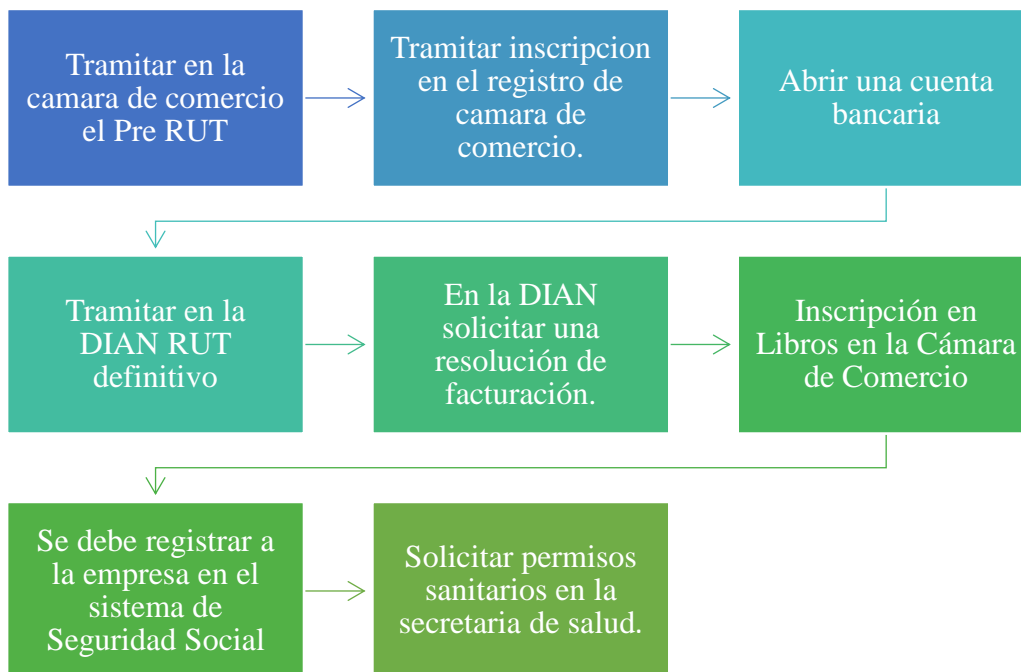 Tramitar en la
camara de comercio
el Pre RUT
Tramitar inscripcion
en el registro de
camara de
comercio.
Abrir una cuenta
bancaria
Tramitar en la
DIAN RUT
definitivo
En la DIAN
solicitar una
resolución de
facturación.
Inscripción en
Libros en la Cámara
de Comercio
Se debe registrar a
la empresa en el
sistema de
Seguridad Social
Solicitar permisos
sanitarios en la
secretaria de salud.